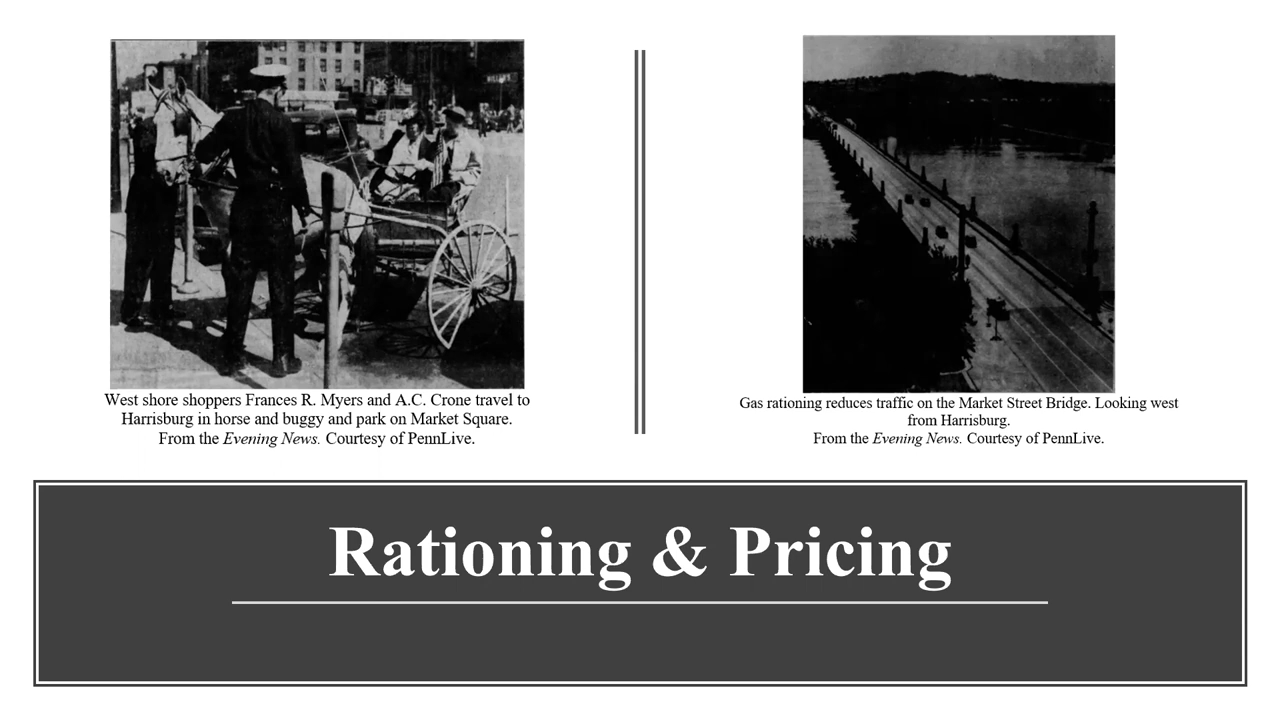 West shore shoppers Frances R. Myers and A.C. Crone travel to
Harrisburg in horse and buggy and park on Market Square.
From the Evening News. Courtesy of PennLive.
Gas rationing reduces traffic on the Market Street Bridge. Looking west
from Harrisburg.
From the Evening News. Courtesy of PennLive.
Rationing & Pricing